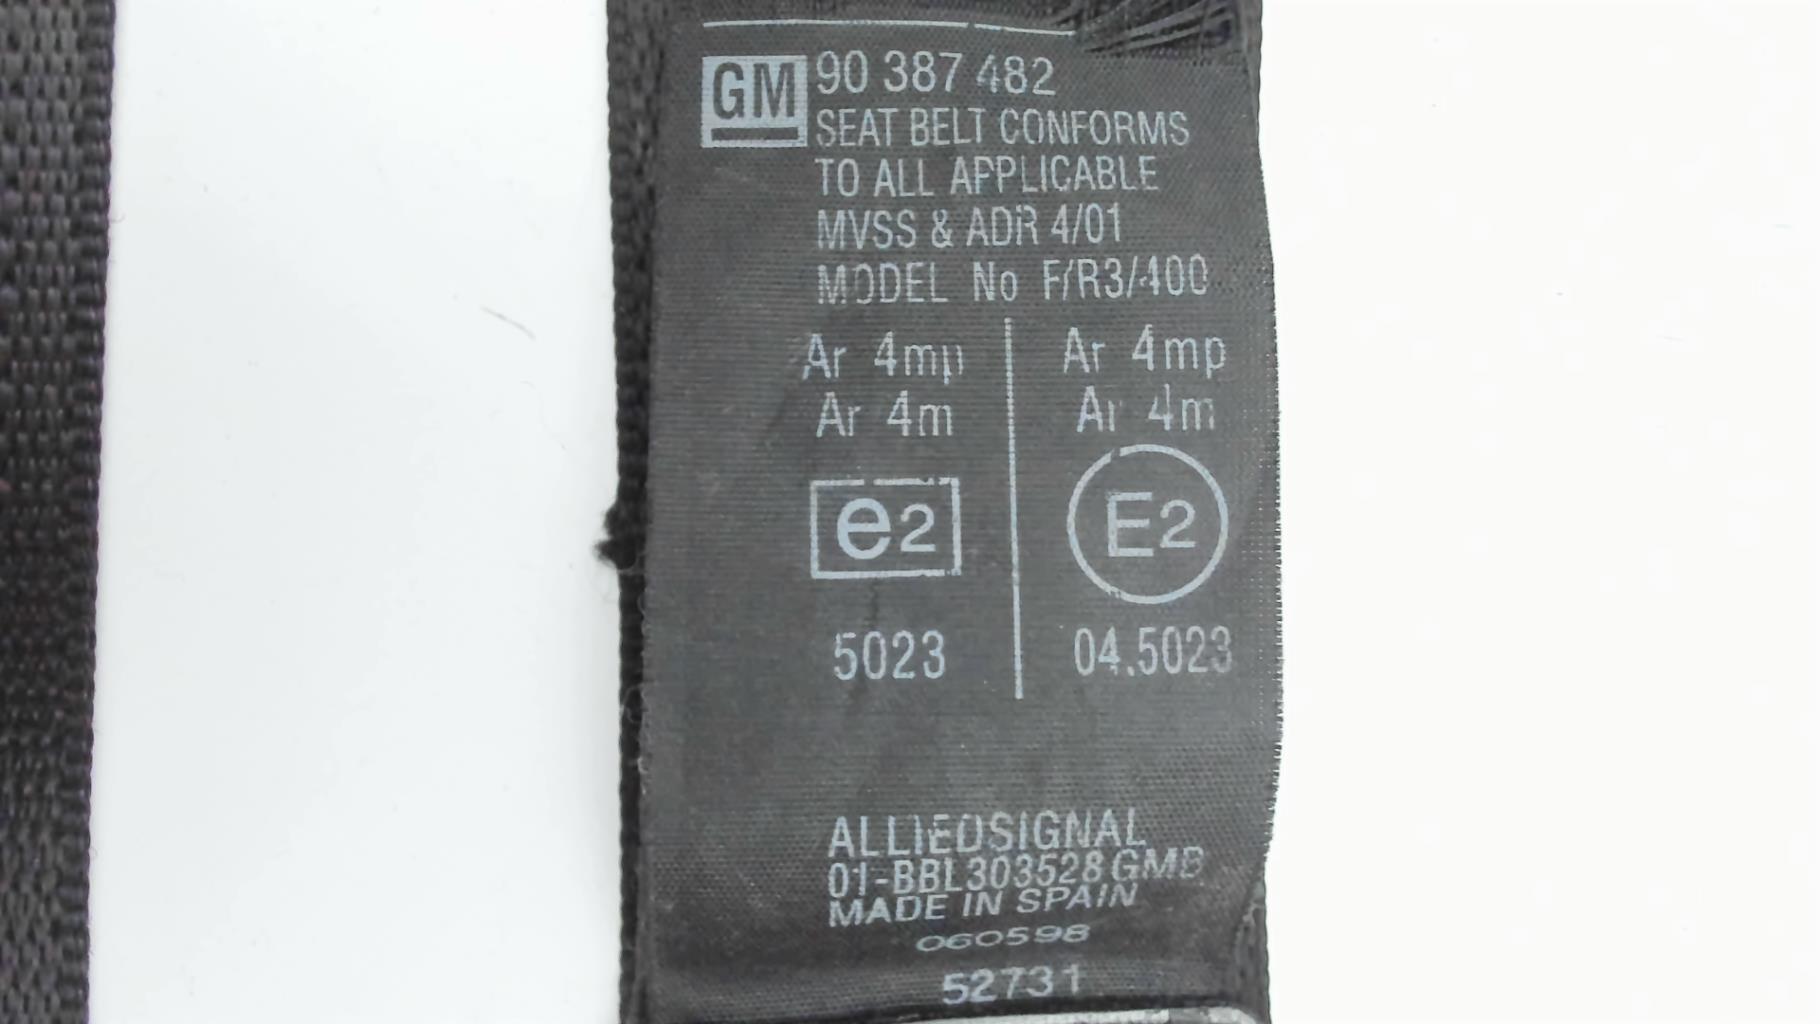 GM 90 387 482
SEAT BELT CONFORMS
TO ALL APPLICABLE
MVSS & ADR 4/01
MODEL No F/R3/400
Ar 4mp Ar 4mp
Ar 4m Ar 4m
e2 E2
5023 04.5023
ALLIEDSIGNAL
01-BBL303528GMB
MADE IN SPAIN
060598
52731